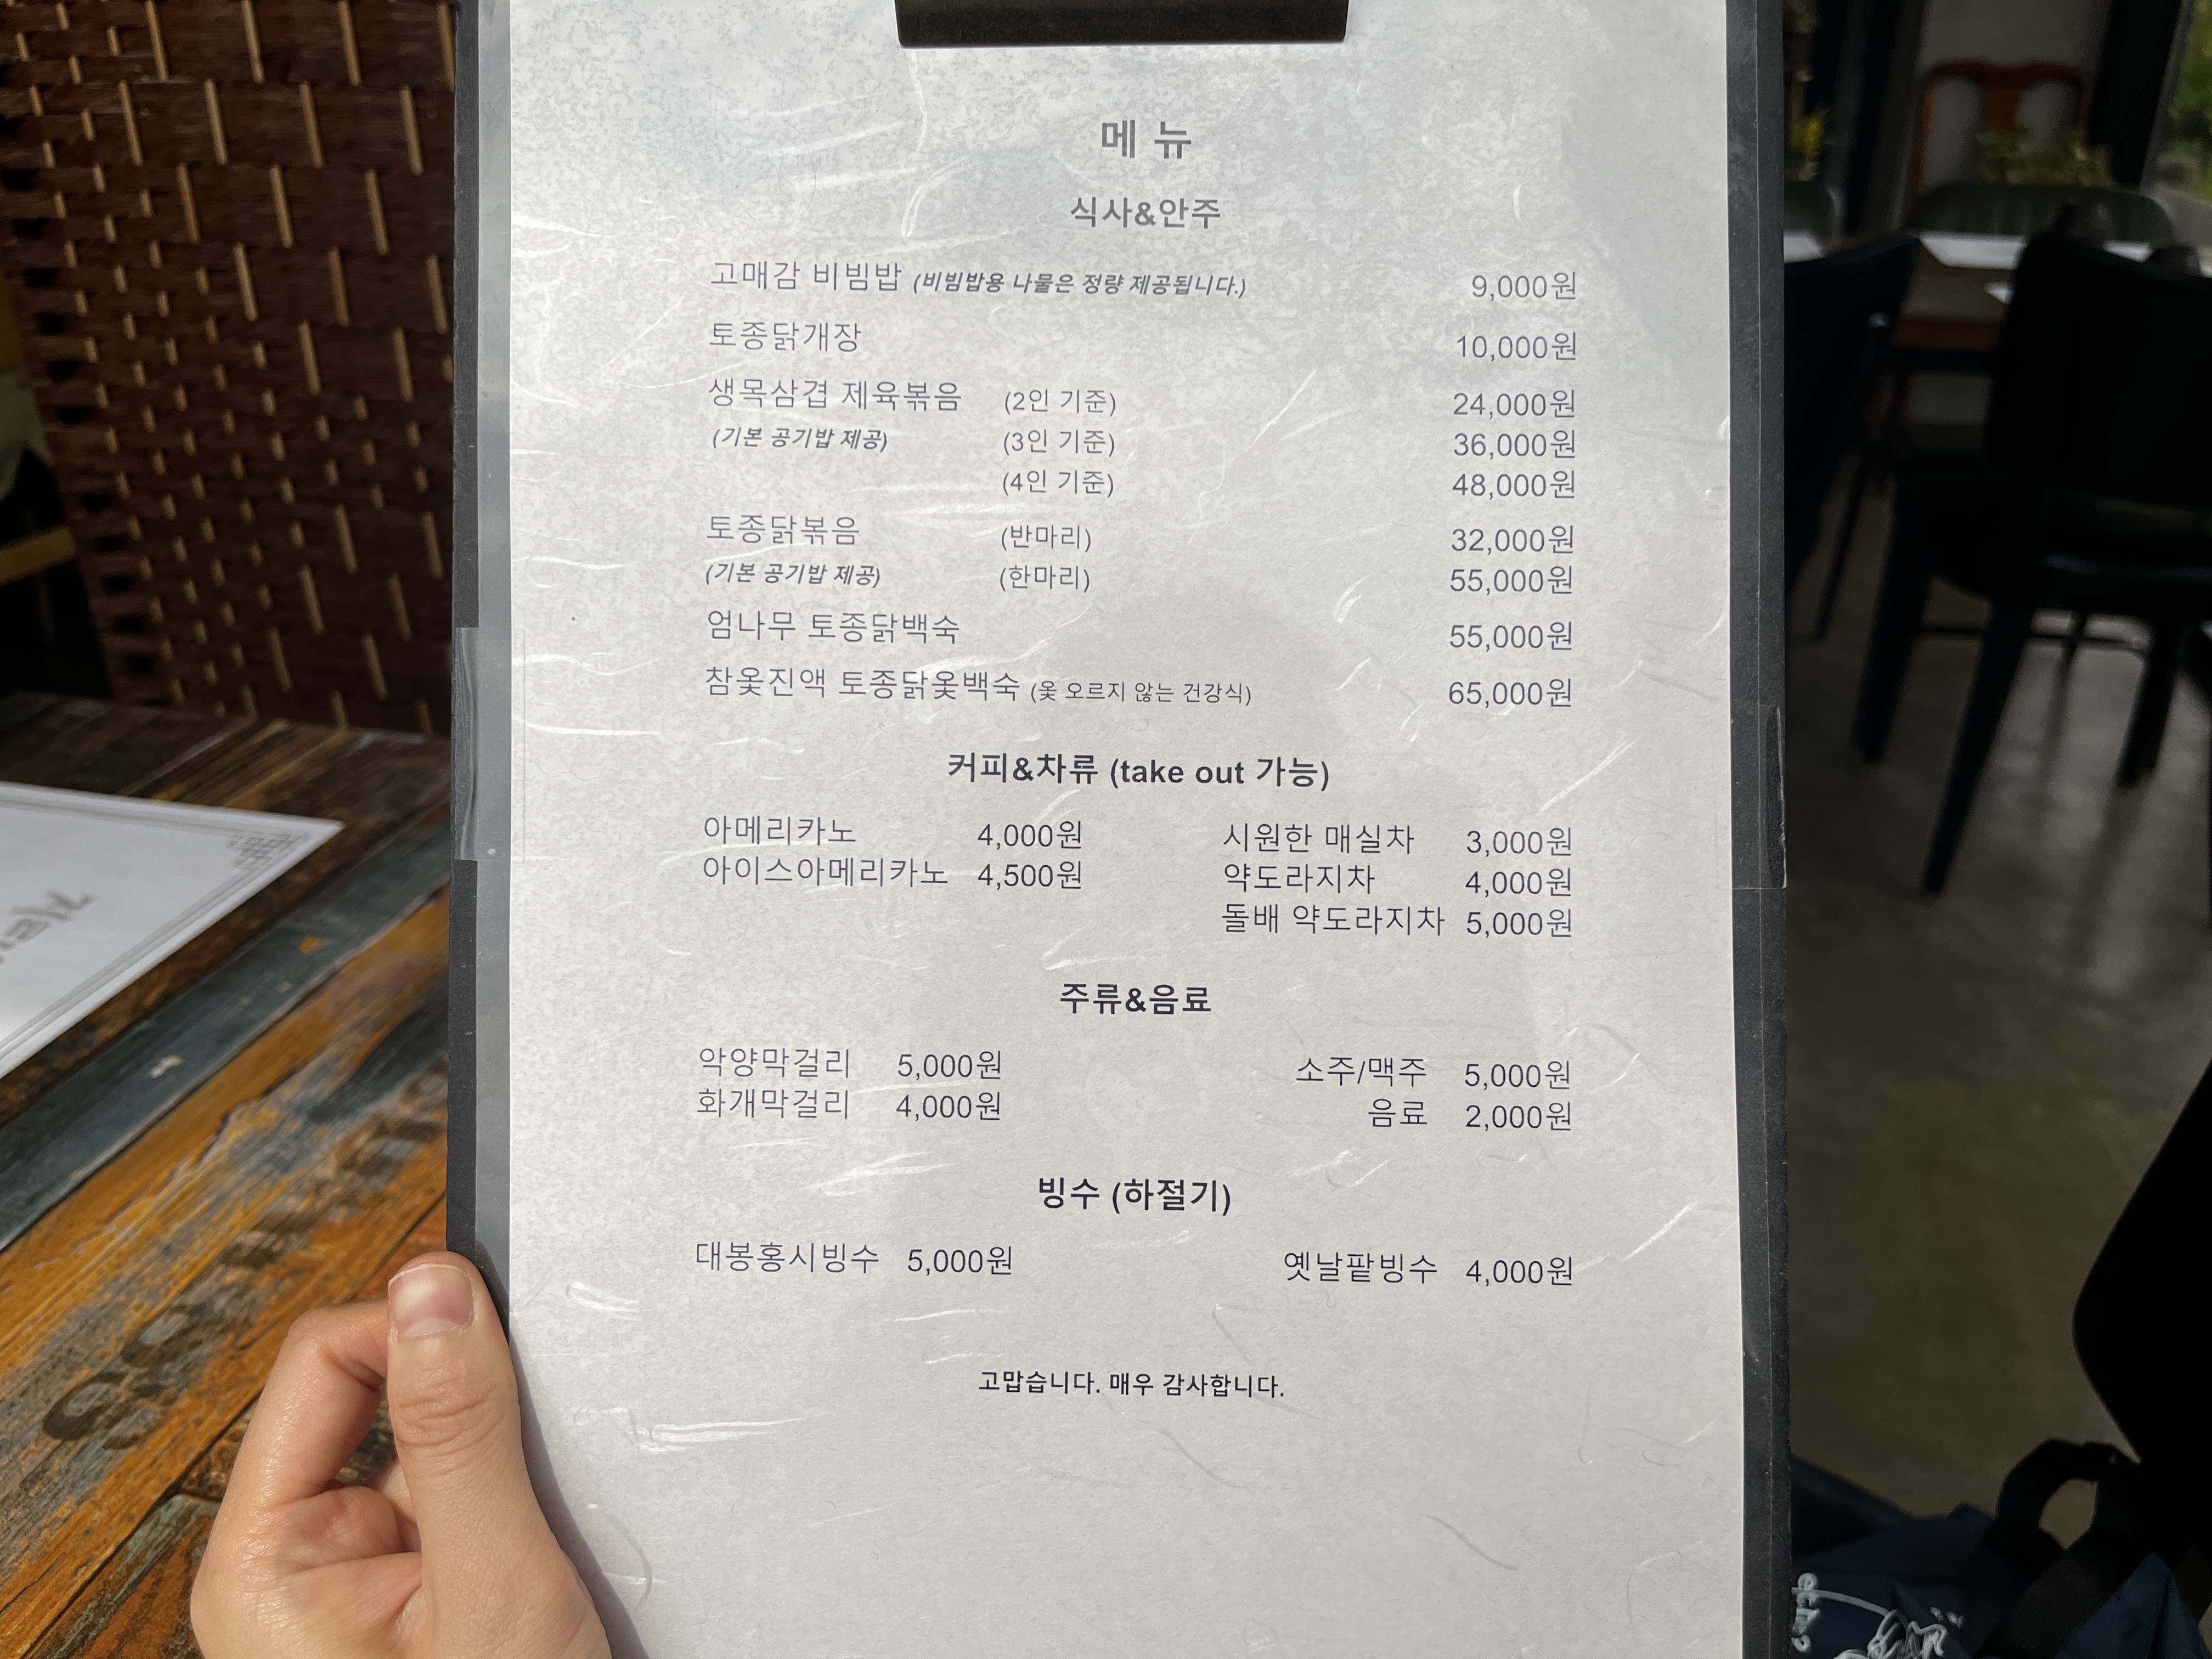 메 뉴
식사&안주
고매감 비빔밥 (비빔밥용 나물은 정량 제공됩니다.) 9,000원
토종닭개장 10,000원
생목삼겹 제육볶음 (2인 기준) 24,000원
(기본 공기밥 제공) (3인 기준) 36,000원
(4인 기준) 48,000원
토종닭볶음 (반마리) 32,000원
(기본 공기밥 제공) (한마리) 55,000원
엄나무 토종닭백숙 55,000원
참옻진액 토종닭옻백숙 (옻 오르지 않는 건강식) 65,000원
커피&차류 (take out 가능)
아메리카노 4,000원 시원한 매실차 3,000원
아이스아메리카노 4,500원 약도라지차 4,000원
돌배 약도라지차 5,000원
주류&음료
악양막걸리 5,000원 소주/맥주 5,000원
화개막걸리 4,000원 음료 2,000원
빙수 (하절기)
대봉홍시빙수 5,000원 옛날팥빙수 4,000원
고맙습니다. 매우 감사합니다.